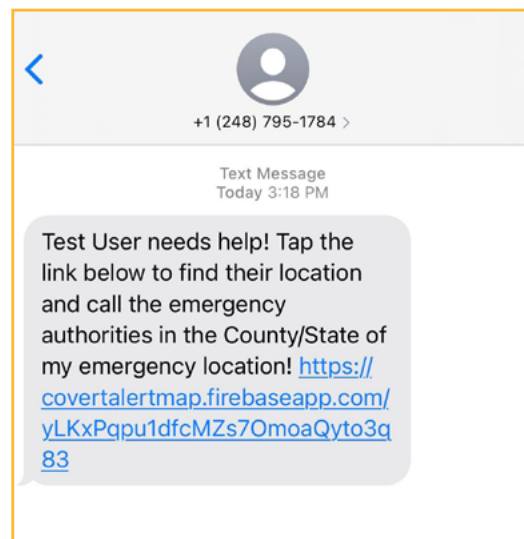 +1 (248) 795-1784 >
Text Message
Today 3:18 PM
Test User needs help! Tap the
link below to find their location
and call the emergency
authorities in the County/State of
my emergency location! https://
covertalertmap.firebaseapp.com/
yLKxPqpu1dfcMZs7OmoaQyto3q
83